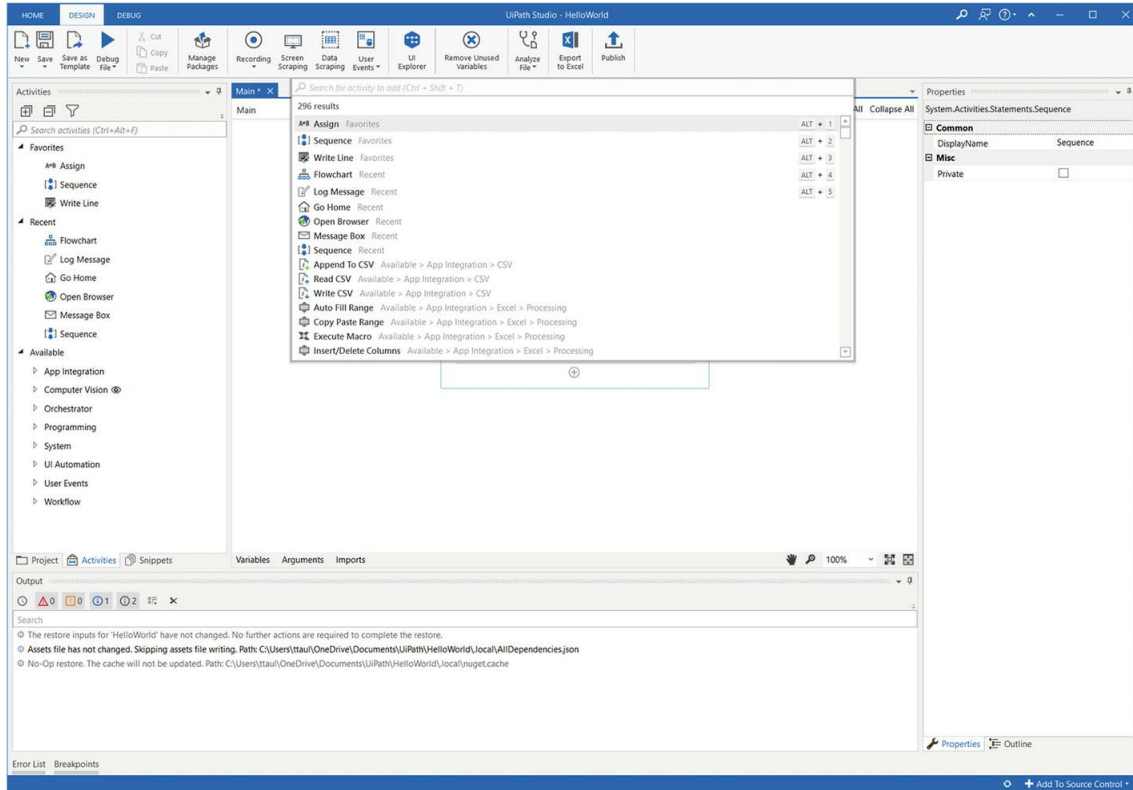 HOME DESIGN DEBUG UiPath Studio - HelloWorld
Cut
Copy
Paste
New Save Save as Template Debug File Manage Packages Recording Screen Scraping Data Scraping User Events UI Explorer Remove Unused Variables Analyze File Export to Excel Publish
Activities
Search activities (Ctrl+Alt+F)
Favorites
A*B Assign
Sequence
Write Line
Recent
Flowchart
Log Message
Go Home
Open Browser
Message Box
Sequence
Available
App Integration
Computer Vision
Orchestrator
Programming
System
UI Automation
User Events
Workflow
Project Activities Snippets
Main *
Main
All Collapse All
Search for activity to add (Ctrl + Shift + T)
296 results
A*B Assign Favorites ALT + 1
Sequence Favorites ALT + 2
Write Line Favorites ALT + 3
Flowchart Recent ALT + 4
Log Message Recent ALT + 5
Go Home Recent
Open Browser Recent
Message Box Recent
Sequence Recent
Append To CSV Available > App Integration > CSV
Read CSV Available > App Integration > CSV
Write CSV Available > App Integration > CSV
Auto Fill Range Available > App Integration > Excel > Processing
Copy Paste Range Available > App Integration > Excel > Processing
Execute Macro Available > App Integration > Excel > Processing
Insert/Delete Columns Available > App Integration > Excel > Processing
Variables Arguments Imports 100%
Properties
System.Activities.Statements.Sequence
Common
DisplayName Sequence
Misc
Private
Properties Outline
Output
0 0 1 2
Search
The restore inputs for 'HelloWorld' have not changed. No further actions are required to complete the restore.
Assets file has not changed. Skipping assets file writing. Path: C:\Users\ttaul\OneDrive\Documents\UiPath\HelloWorld\.local\AllDependencies.json
No-Op restore. The cache will not be updated. Path: C:\Users\ttaul\OneDrive\Documents\UiPath\HelloWorld\.local\nuget.cache
Error List Breakpoints
Add To Source Control